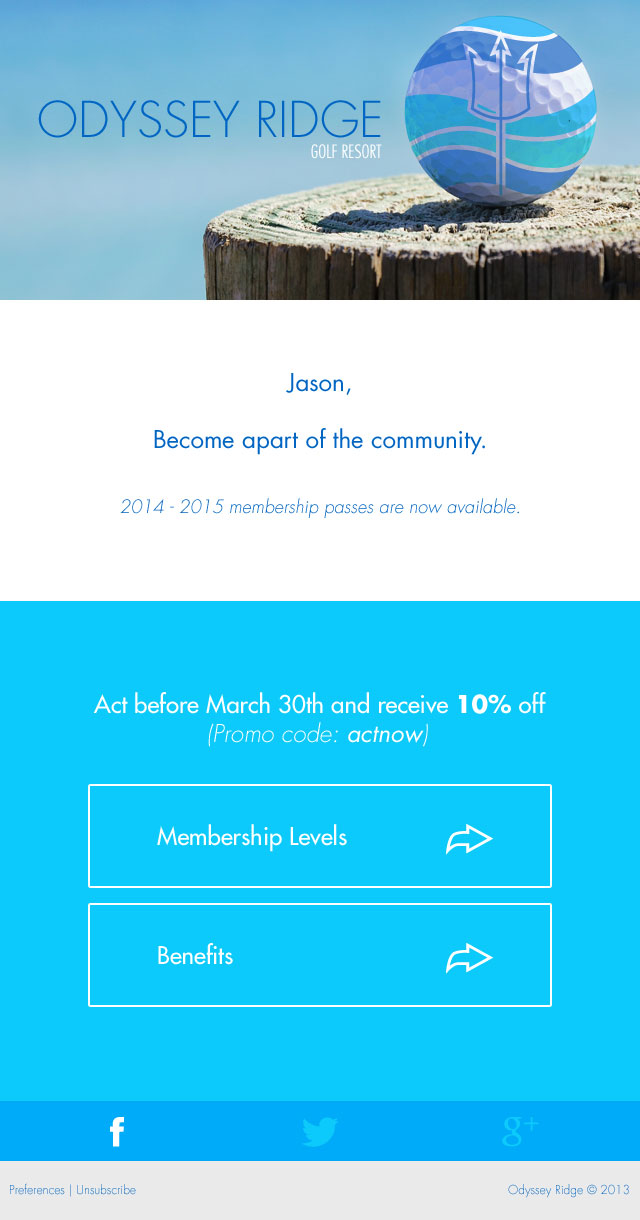 ODYSSEY RIDGE
GOLF RESORT
Jason,
Become apart of the community.
2014 - 2015 membership passes are now available.
Act before March 30th and receive 10% off
(Promo code: actnow)
Membership Levels
Benefits
f
g+
Preferences | Unsubscribe
Odyssey Ridge © 2013